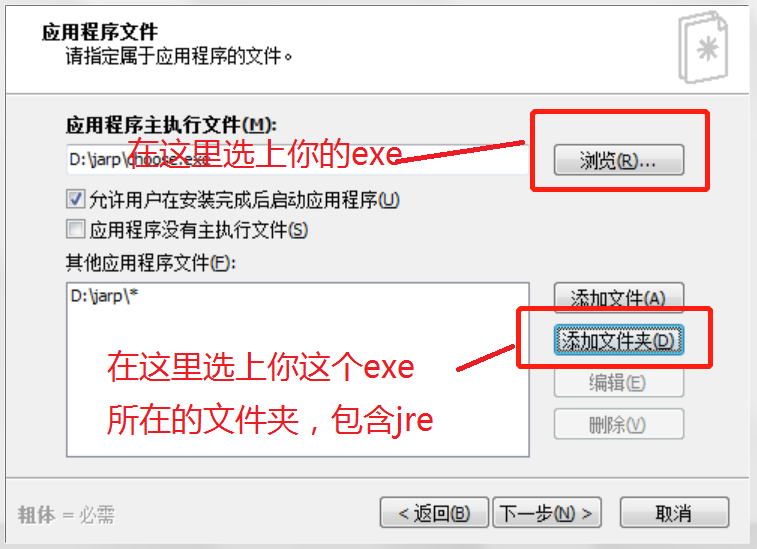 应用程序文件
请指定属于应用程序的文件。
应用程序主执行文件(M):
D:\jarp\choose.exe
在这里选上你的exe
浏览(R)...
允许用户在安装完成后启动应用程序(U)
应用程序没有主执行文件(S)
其他应用程序文件(F):
D:\jarp\*
添加文件(A)
添加文件夹(D)
在这里选上你这个exe
所在的文件夹，包含jre
编辑(E)
删除(V)
粗体 = 必需
< 返回(B)
下一步(N) >
取消